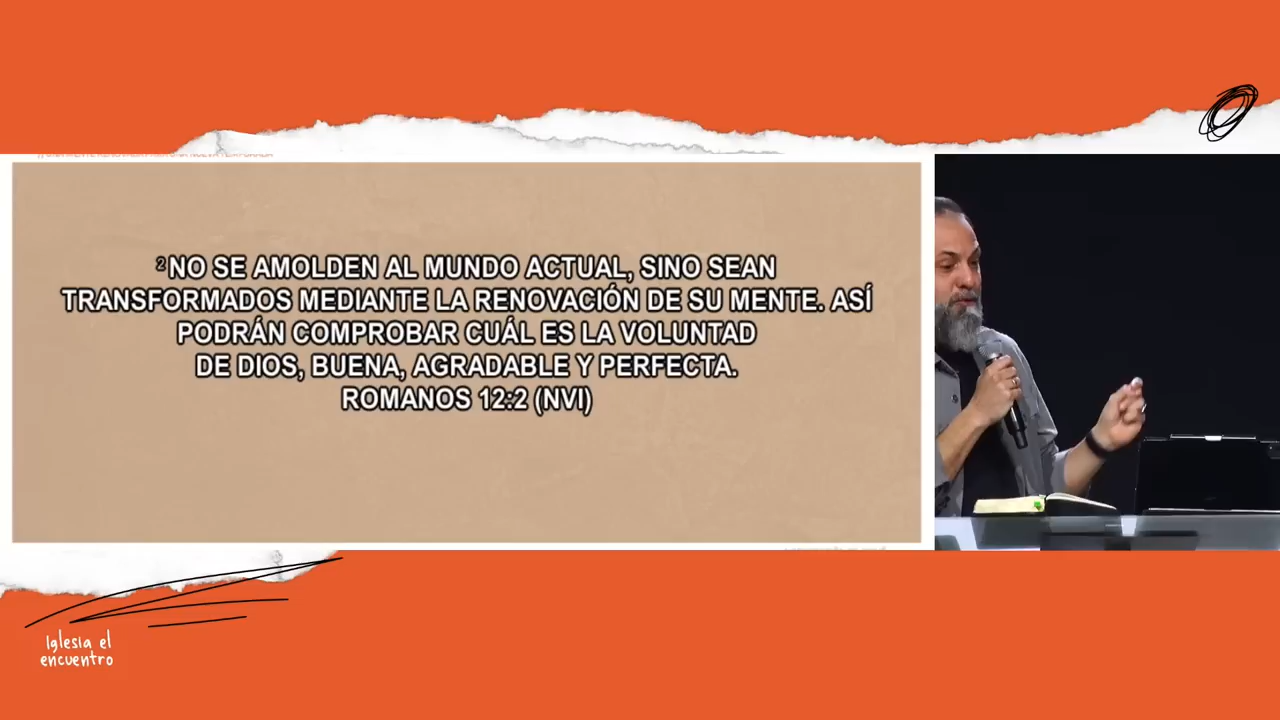 ²NO SE AMOLDEN AL MUNDO ACTUAL, SINO SEAN
TRANSFORMADOS MEDIANTE LA RENOVACIÓN DE SU MENTE. ASÍ
PODRÁN COMPROBAR CUÁL ES LA VOLUNTAD
DE DIOS, BUENA, AGRADABLE Y PERFECTA.
ROMANOS 12:2 (NVI)
Iglesia el
encuentro